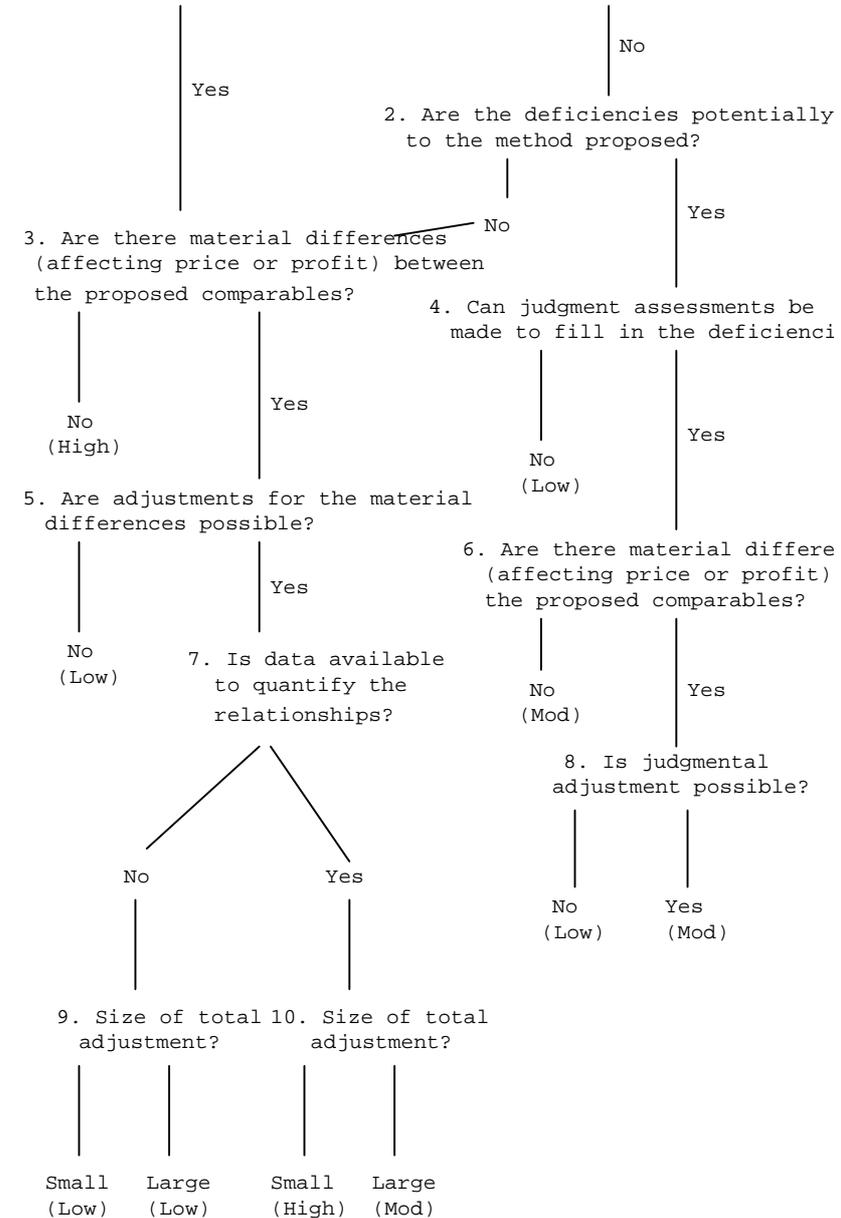 No
Yes
2. Are the deficiencies potentially
to the method proposed?
No
Yes
3. Are there material differences
(affecting price or profit) between
the proposed comparables?
4. Can judgment assessments be
made to fill in the deficienci
No
(High)
Yes
No
(Low)
Yes
5. Are adjustments for the material
differences possible?
6. Are there material differe
(affecting price or profit)
the proposed comparables?
No
(Low)
Yes
7. Is data available
to quantify the
relationships?
No
(Mod)
Yes
8. Is judgmental
adjustment possible?
No
Yes
No
(Low)
Yes
(Mod)
9. Size of total
adjustment?
10. Size of total
adjustment?
Small
(Low)
Large
(Low)
Small
(High)
Large
(Mod)